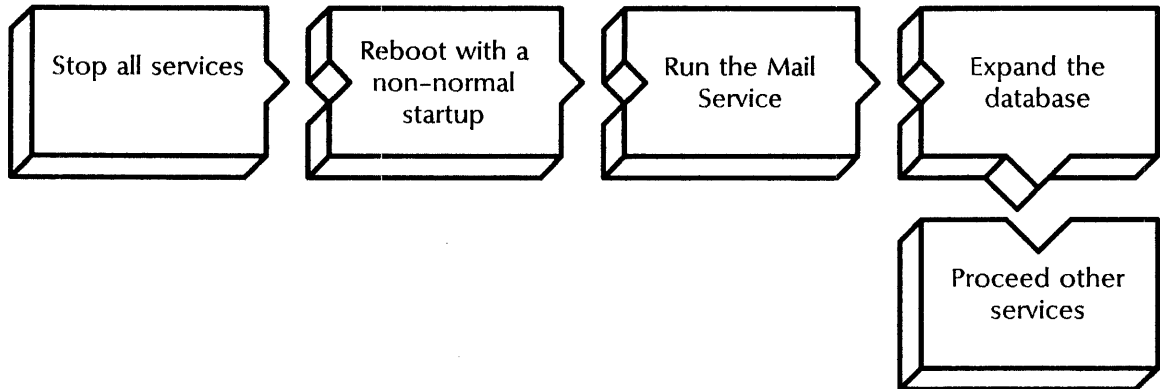 Stop all services
Reboot with a
non-normal
startup
Run the Mail
Service
Expand the
database
Proceed other
services